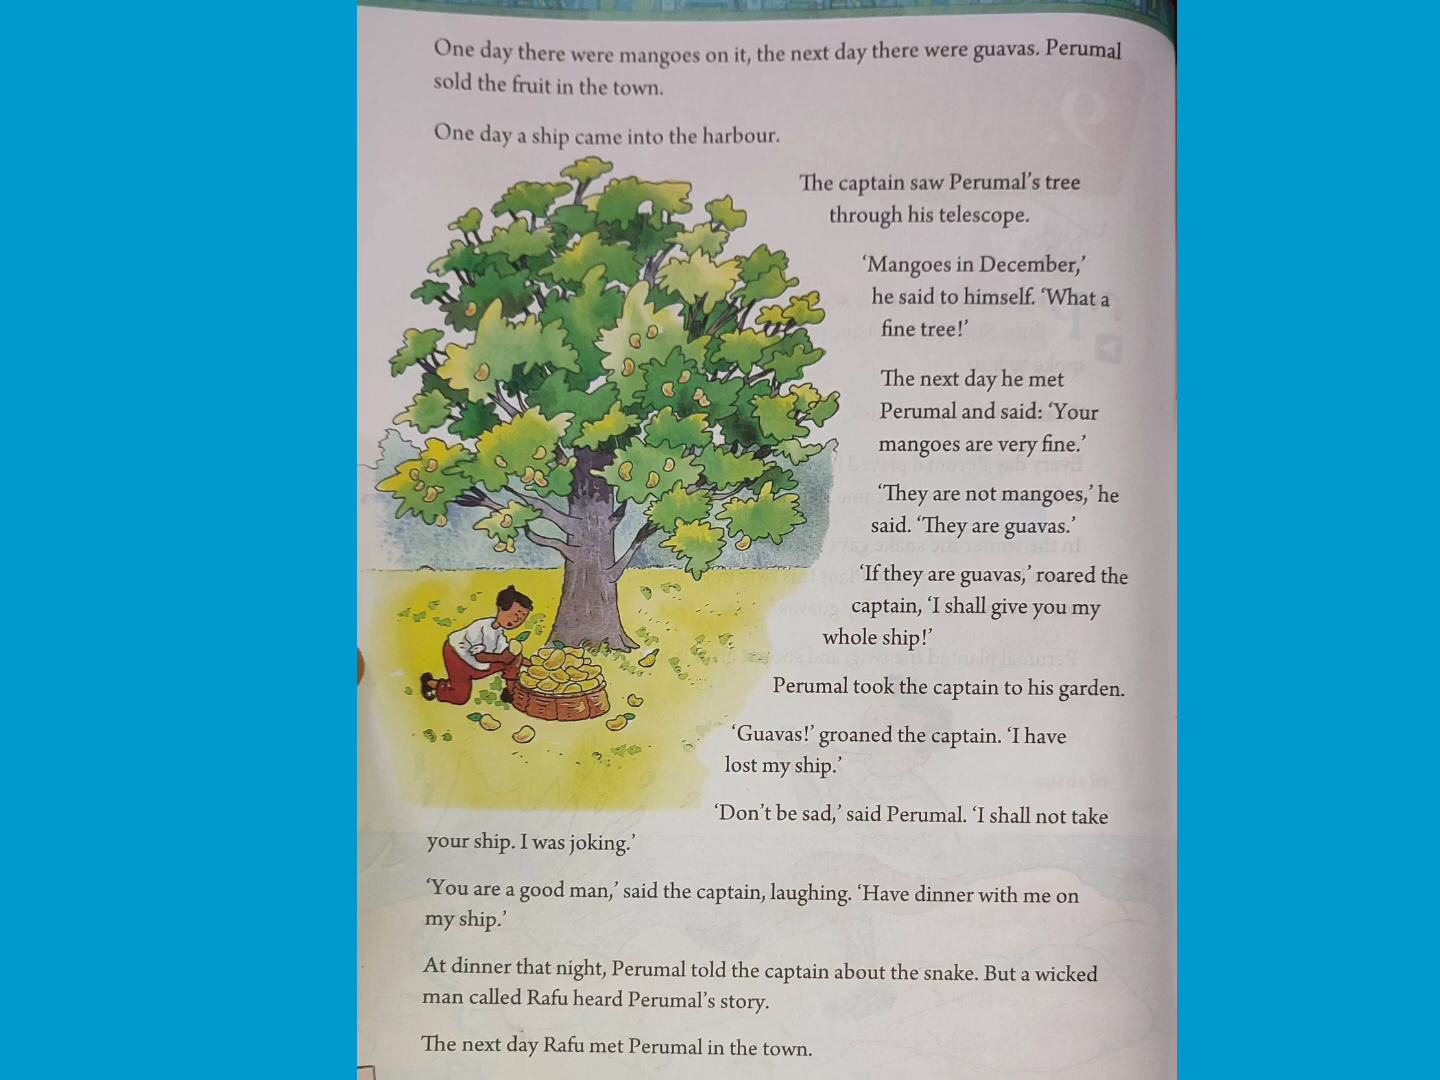 One day there were mangoes on it, the next day there were guavas. Perumal
sold the fruit in the town.
One day a ship came into the harbour.
The captain saw Perumal's tree
through his telescope.
‘Mangoes in December,’
he said to himself. ‘What a
fine tree!’
The next day he met
Perumal and said: ‘Your
mangoes are very fine.’
‘They are not mangoes,’ he
said. ‘They are guavas.’
‘If they are guavas,’ roared the
captain, ‘I shall give you my
whole ship!’
Perumal took the captain to his garden.
‘Guavas!’ groaned the captain. ‘I have
lost my ship.’
‘Don’t be sad,’ said Perumal. ‘I shall not take
your ship. I was joking.’
‘You are a good man,’ said the captain, laughing. ‘Have dinner with me on
my ship.’
At dinner that night, Perumal told the captain about the snake. But a wicked
man called Rafu heard Perumal’s story.
The next day Rafu met Perumal in the town.